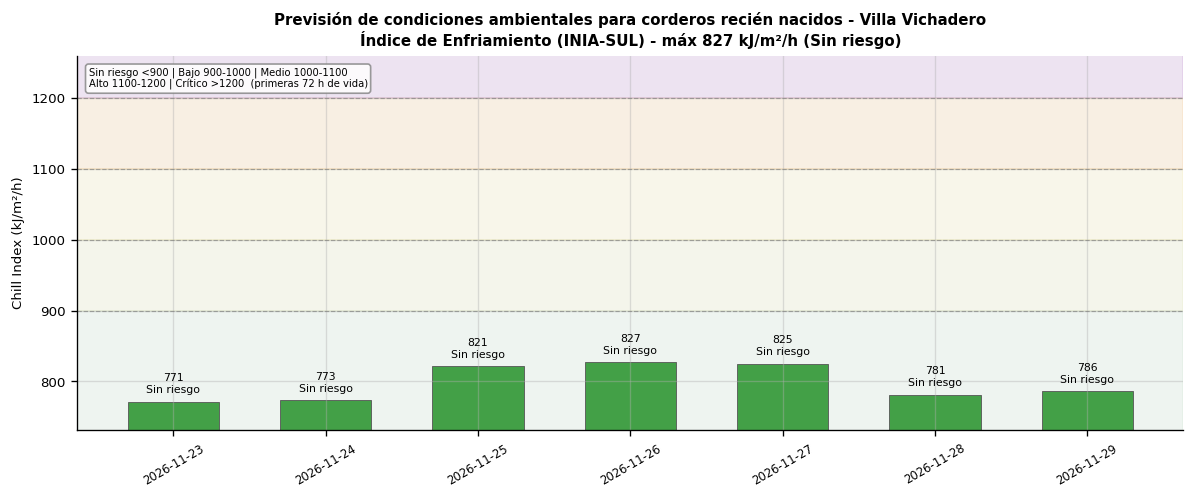 Previsión de condiciones ambientales para corderos recién nacidos - Villa Vichadero
Índice de Enfriamiento (INIA-SUL) - máx 827 kJ/m²/h (Sin riesgo)
Sin riesgo <900 | Bajo 900-1000 | Medio 1000-1100
Alto 1100-1200 | Crítico >1200 (primeras 72 h de vida)
Chill Index (kJ/m²/h)
1200
1100
1000
900
800
771
Sin riesgo
773
Sin riesgo
821
Sin riesgo
827
Sin riesgo
825
Sin riesgo
781
Sin riesgo
786
Sin riesgo
2026-11-23
2026-11-24
2026-11-25
2026-11-26
2026-11-27
2026-11-28
2026-11-29